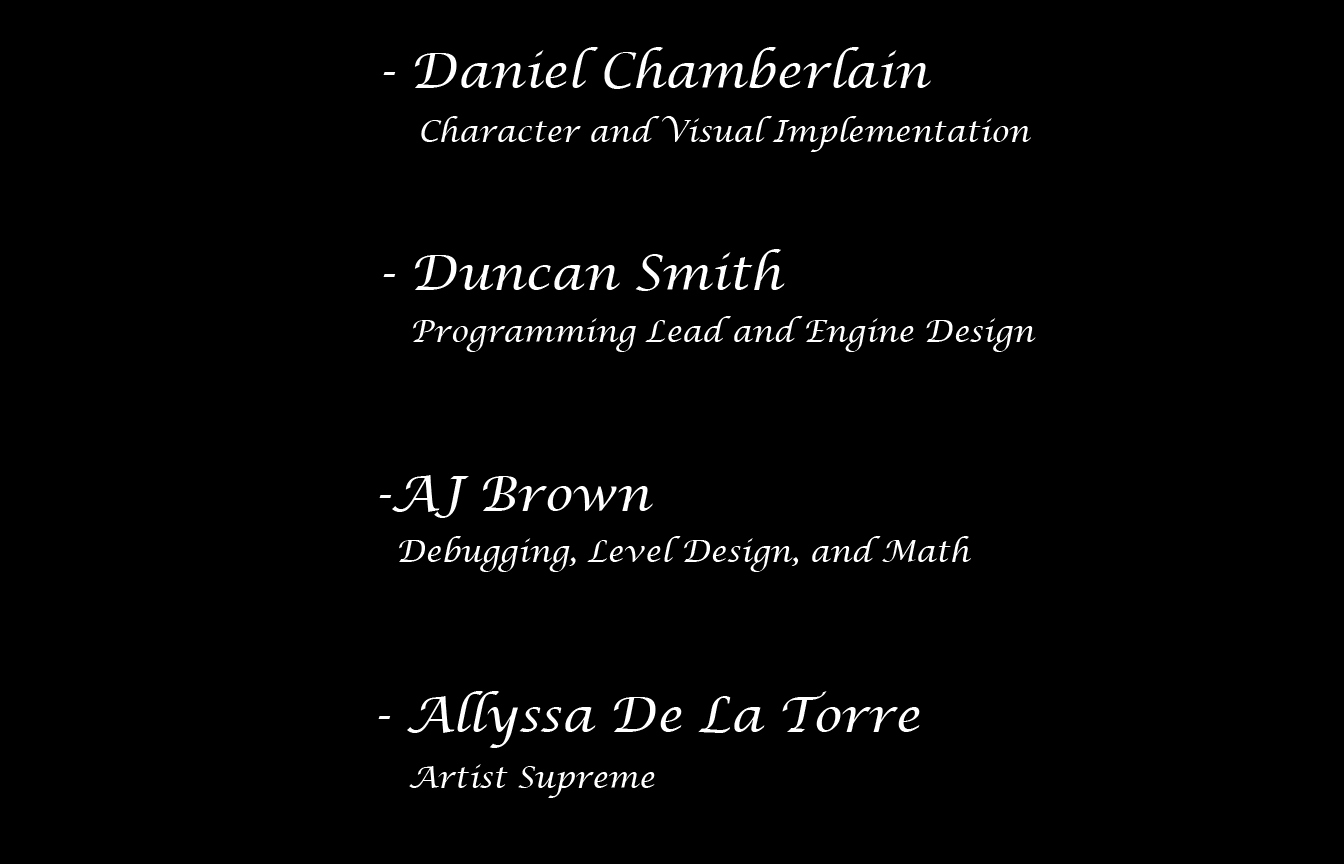 - Daniel Chamberlain
Character and Visual Implementation
- Duncan Smith
Programming Lead and Engine Design
-AJ Brown
Debugging, Level Design, and Math
- Allyssa De La Torre
Artist Supreme